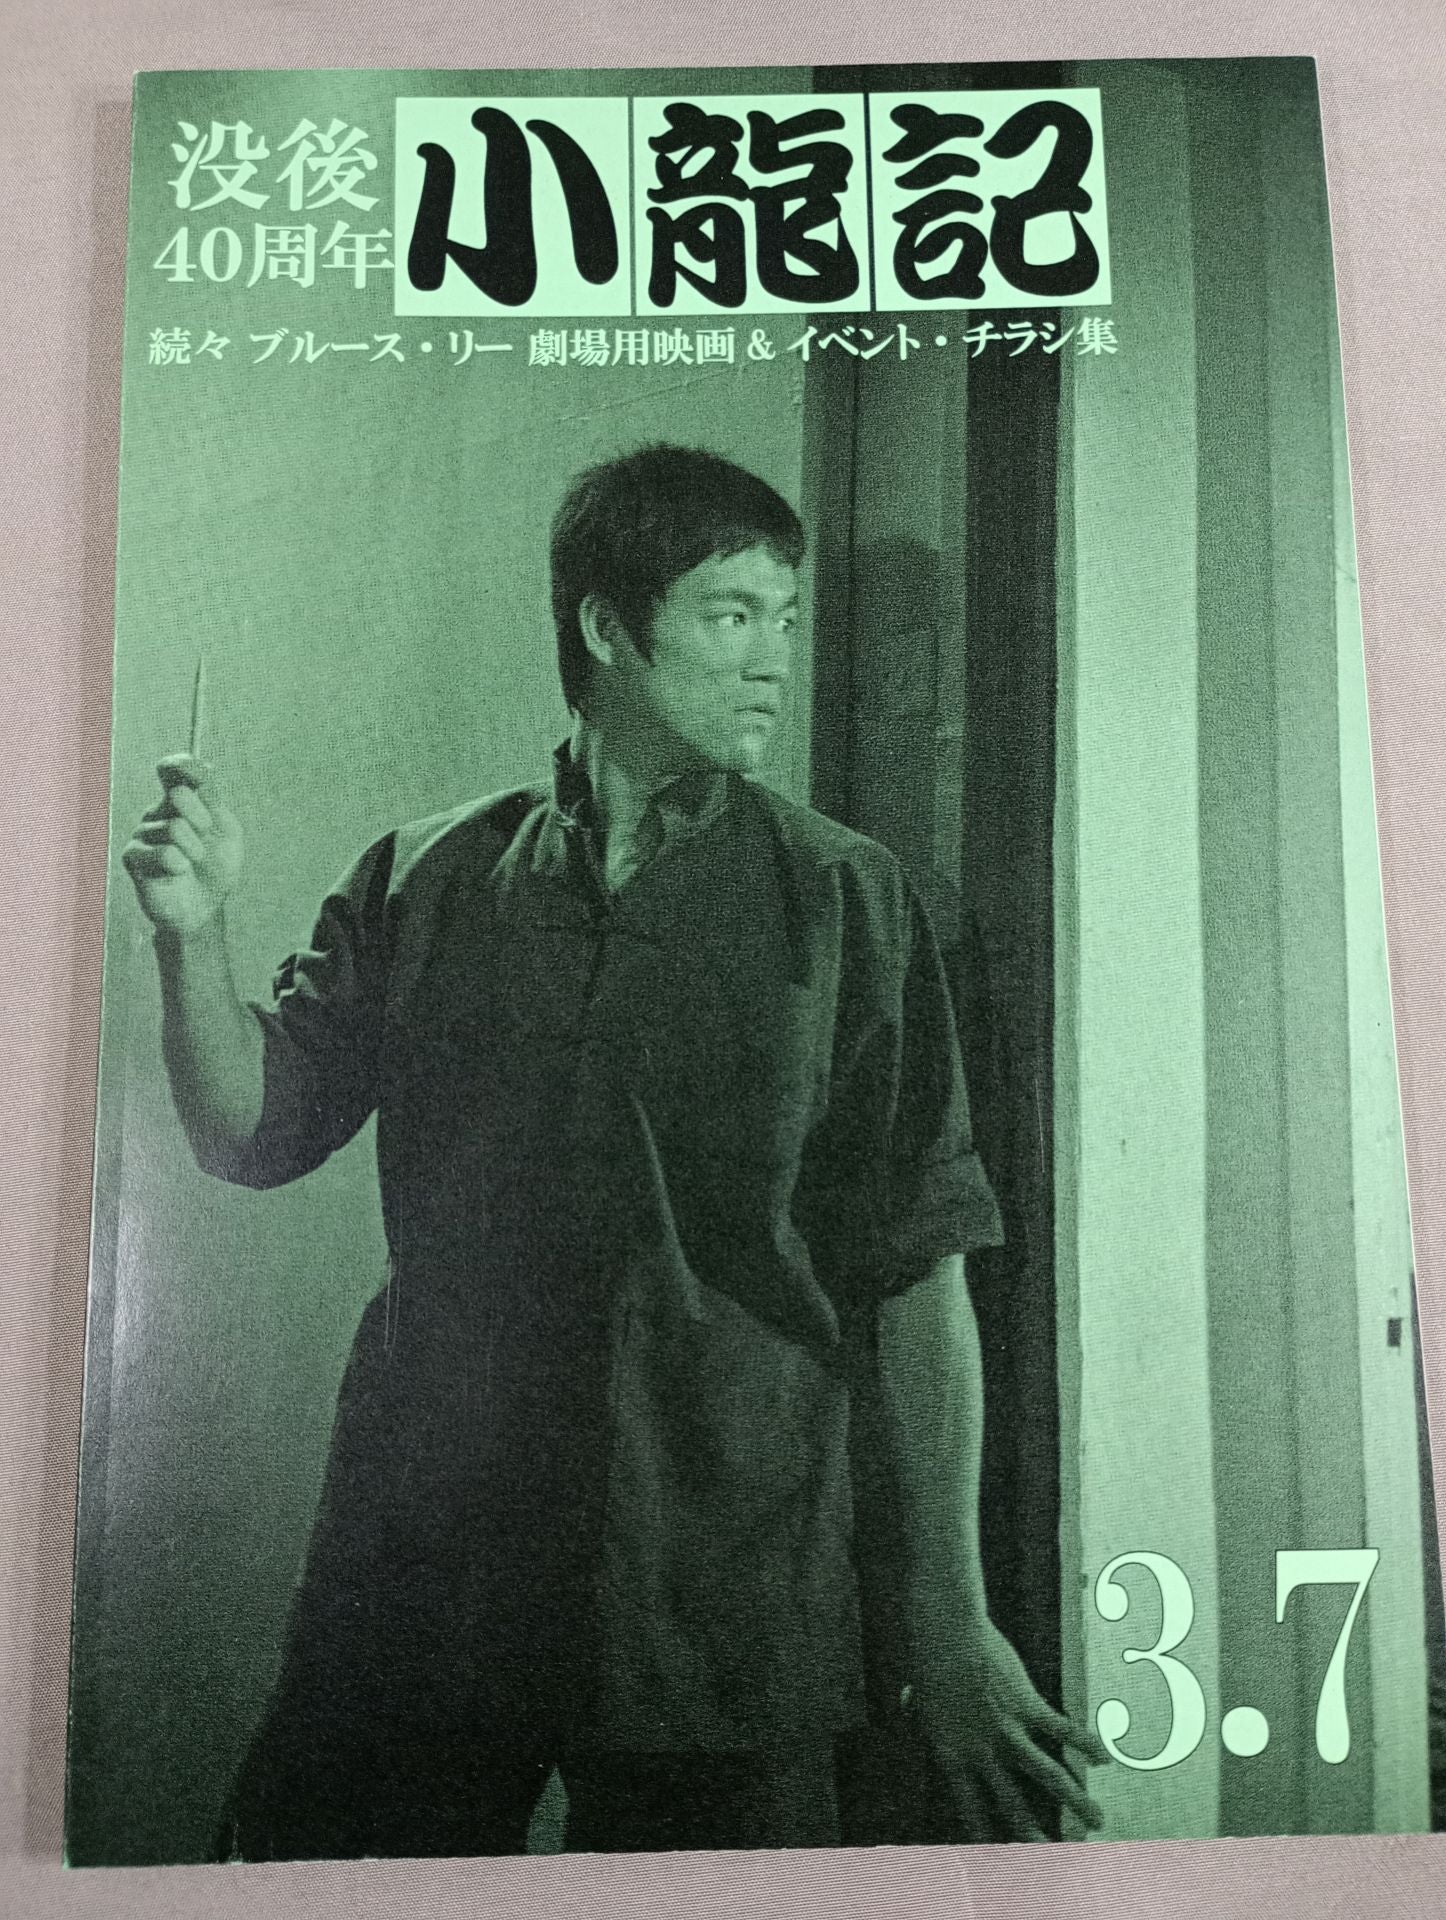 没後
40周年
小龍記
続々 ブルース・リー 劇場用映画 & イベント・チラシ集
3.7